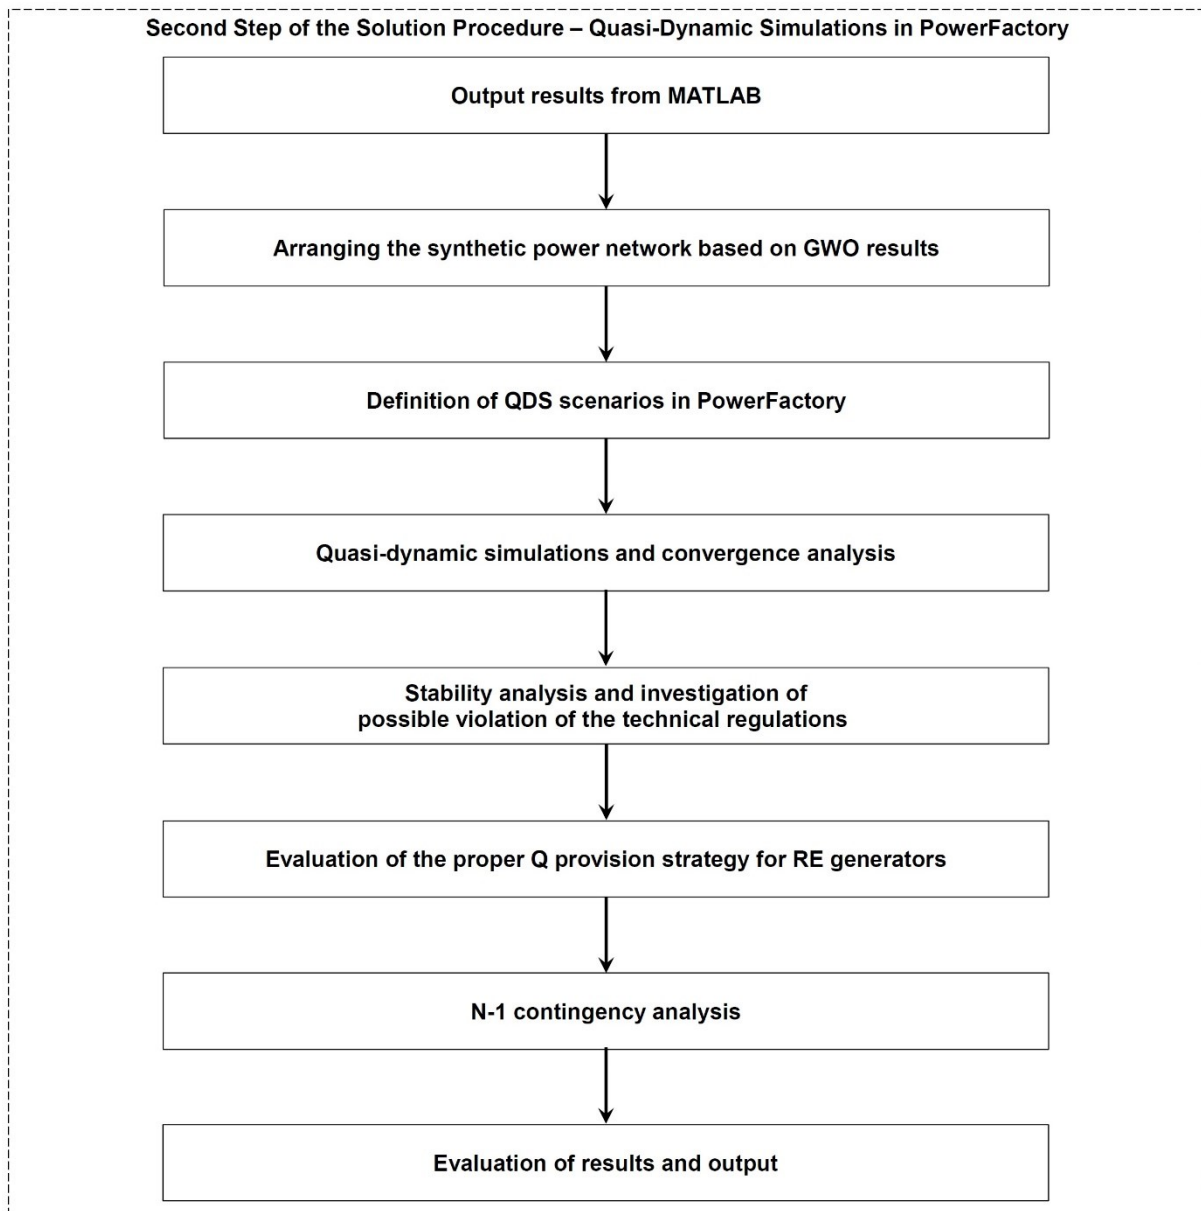 Second Step of the Solution Procedure – Quasi-Dynamic Simulations in PowerFactory
Output results from MATLAB
Arranging the synthetic power network based on GWO results
Definition of QDS scenarios in PowerFactory
Quasi-dynamic simulations and convergence analysis
Stability analysis and investigation of
possible violation of the technical regulations
Evaluation of the proper Q provision strategy for RE generators
N-1 contingency analysis
Evaluation of results and output